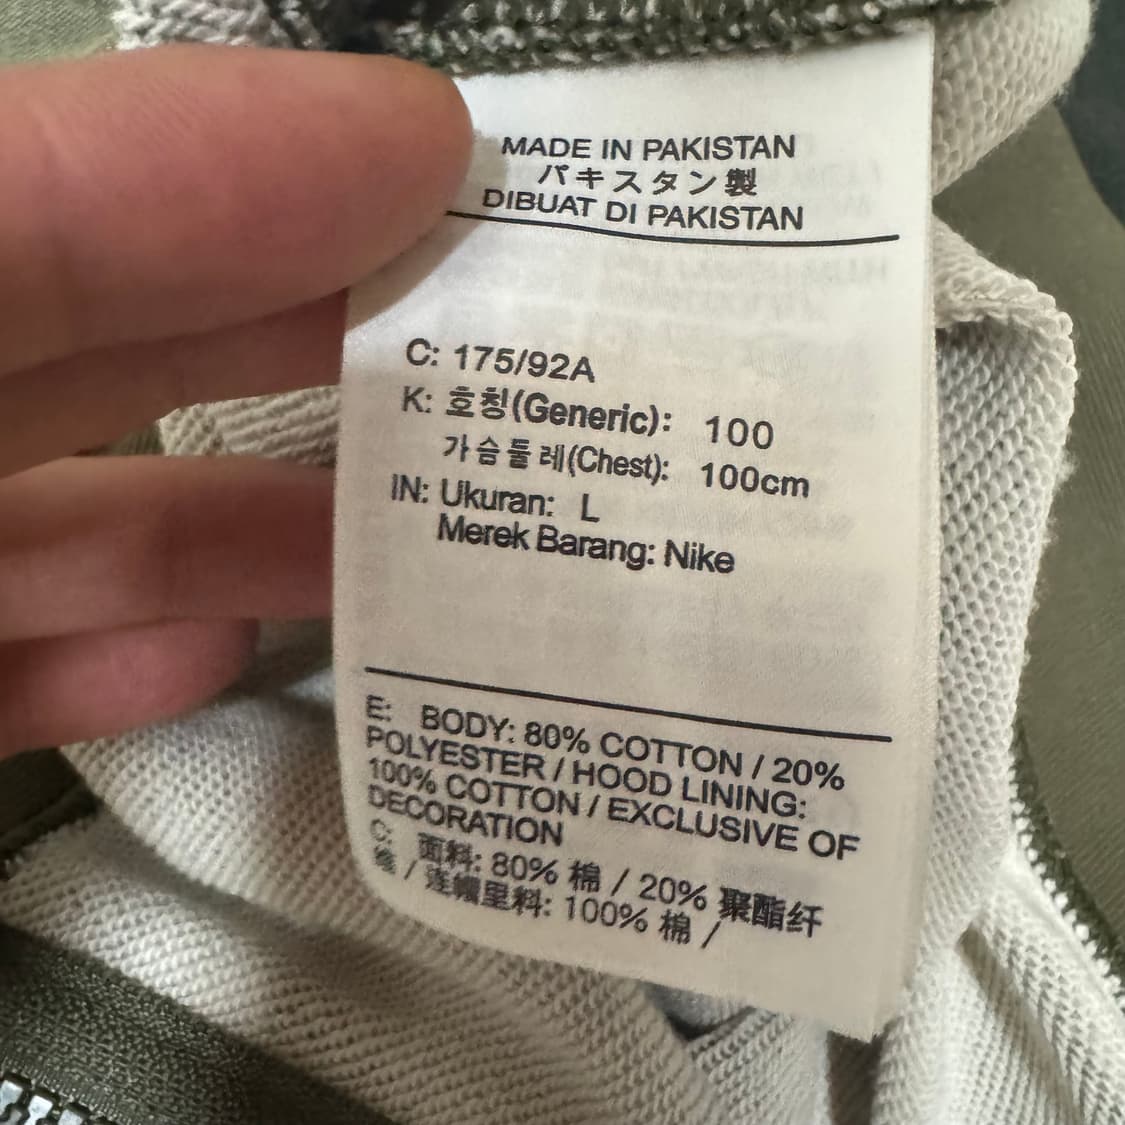 MADE IN PAKISTAN
パキスタン製
DIBUAT DI PAKISTAN
C: 175/92A
K: 호칭(Generic): 100
가슴둘레(Chest): 100cm
IN: Ukuran: L
Merek Barang: Nike
E: BODY: 80% COTTON / 20%
POLYESTER / HOOD LINING:
100% COTTON / EXCLUSIVE OF
DECORATION
C: 面料: 80% 棉 / 20% 聚酯纤
维 / 连帽里料: 100% 棉 /